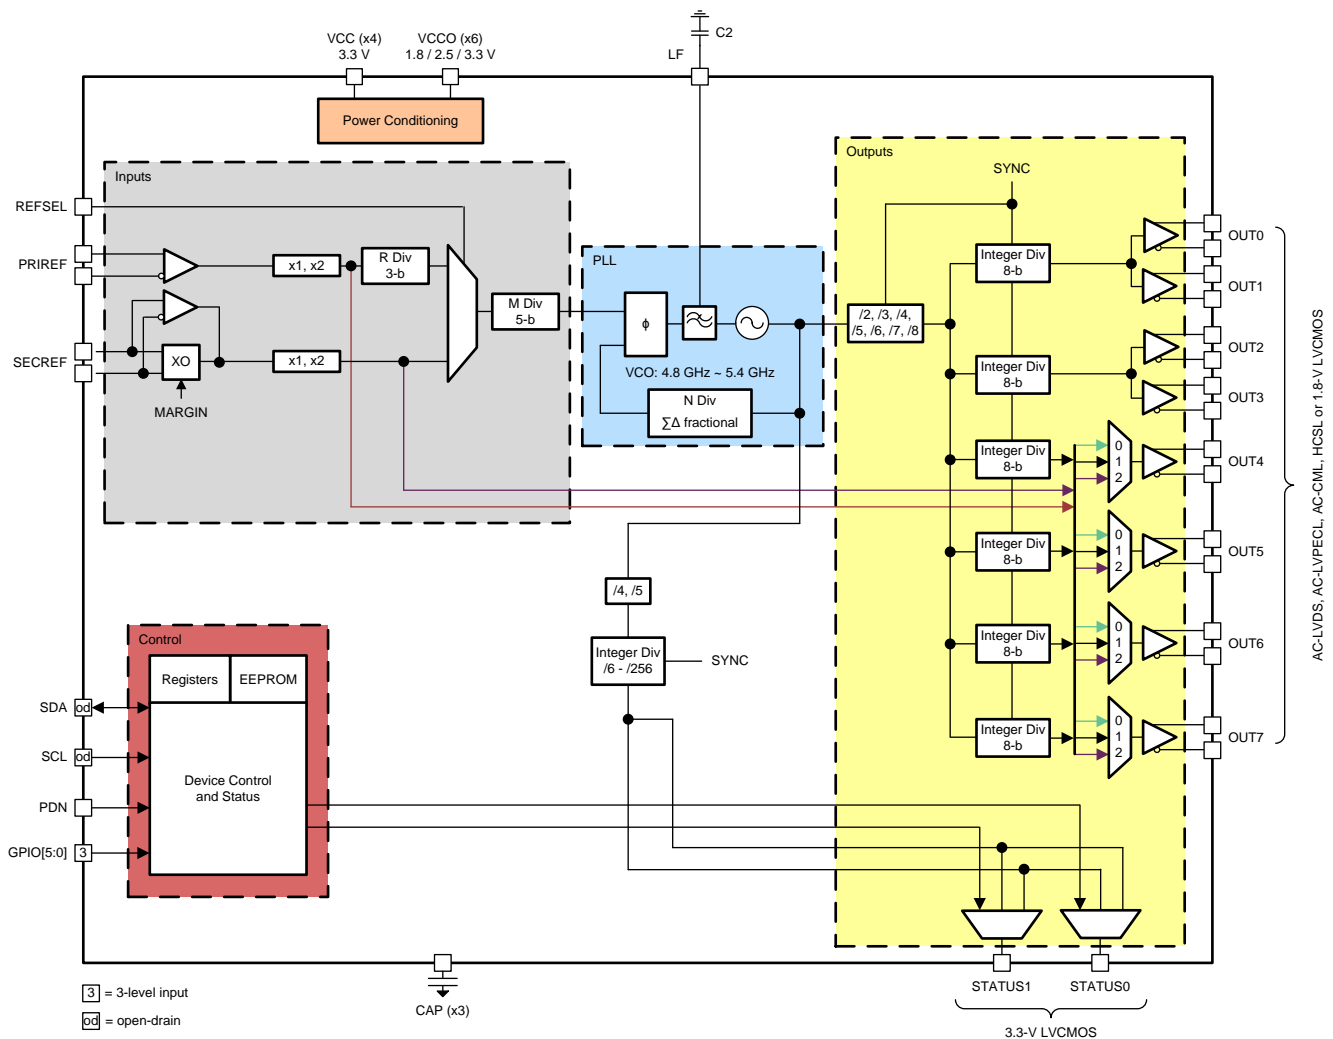 C2
VCC (x4)
3.3 V
VCCO (x6)
1.8 / 2.5 / 3.3 V
LF
Power Conditioning
Inputs
Outputs
SYNC
REFSEL
PRIREF
x1, x2
R Div
3-b
M Div
5-b
SECREF
XO
x1, x2
MARGIN
PLL
ϕ
VCO: 4.8 GHz ~ 5.4 GHz
N Div
∑Δ fractional
/2, /3, /4,
/5, /6, /7, /8
Integer Div
8-b
Integer Div
8-b
Integer Div
8-b
Integer Div
8-b
Integer Div
8-b
Integer Div
8-b
0
1
2
0
1
2
0
1
2
0
1
2
OUT0
OUT1
OUT2
OUT3
OUT4
OUT5
OUT6
OUT7
AC-LVDS, AC-LVPECL, AC-CML, HCSL or 1.8-V LVCMOS
/4, /5
Integer Div
/6 - /256
SYNC
Control
Registers
EEPROM
Device Control
and Status
SDA
od
SCL
od
PDN
GPIO[5:0]
3
STATUS1
STATUS0
3.3-V LVCMOS
CAP (x3)
3 = 3-level input
od = open-drain